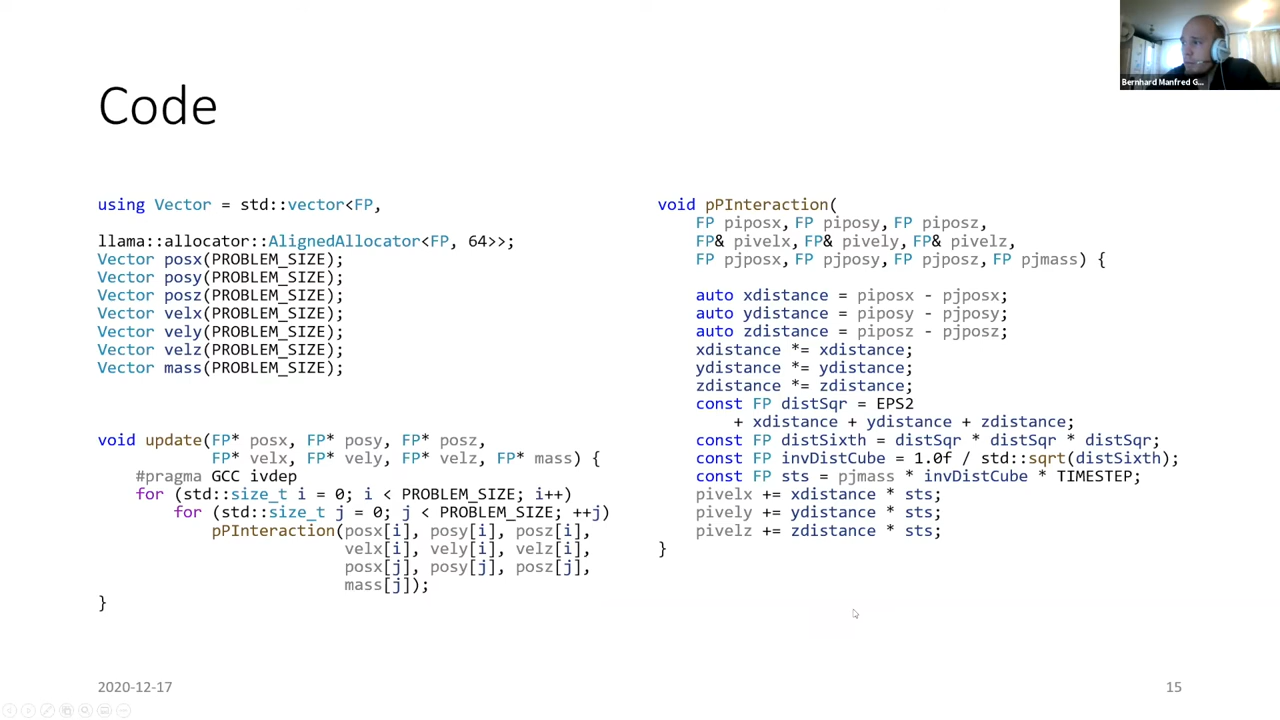 Bernhard Manfred G...
Code
using Vector = std::vector<FP,
llama::allocator::AlignedAllocator<FP, 64>>;
Vector posx(PROBLEM_SIZE);
Vector posy(PROBLEM_SIZE);
Vector posz(PROBLEM_SIZE);
Vector velx(PROBLEM_SIZE);
Vector vely(PROBLEM_SIZE);
Vector velz(PROBLEM_SIZE);
Vector mass(PROBLEM_SIZE);
void update(FP* posx, FP* posy, FP* posz,
FP* velx, FP* vely, FP* velz, FP* mass) {
#pragma GCC ivdep
for (std::size_t i = 0; i < PROBLEM_SIZE; i++)
for (std::size_t j = 0; j < PROBLEM_SIZE; ++j)
pPInteraction(posx[i], posy[i], posz[i],
velx[i], vely[i], velz[i],
posx[j], posy[j], posz[j],
mass[j]);
}
void pPInteraction(
FP piposx, FP piposy, FP piposz,
FP& pivelx, FP& pively, FP& pivelz,
FP pjposx, FP pjposy, FP pjposz, FP pjmass) {
auto xdistance = piposx - pjposx;
auto ydistance = piposy - pjposy;
auto zdistance = piposz - pjposz;
xdistance *= xdistance;
ydistance *= ydistance;
zdistance *= zdistance;
const FP distSqr = EPS2
+ xdistance + ydistance + zdistance;
const FP distSixth = distSqr * distSqr * distSqr;
const FP invDistCube = 1.0f / std::sqrt(distSixth);
const FP sts = pjmass * invDistCube * TIMESTEP;
pivelx += xdistance * sts;
pively += ydistance * sts;
pivelz += zdistance * sts;
}
2020-12-17
15